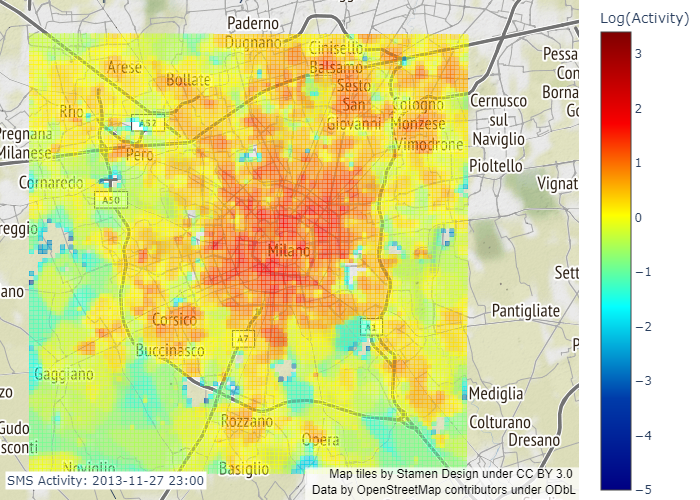 Log(Activity)
Paderno
Dugnano
Cinisello
Balsamo
Arese
Bollate
Sesto
San
Giovanni
Cologno
Monzese
Vimodrone
Rho
A52
Pero
Pregnana
Milanese
Cornaredo
A50
Cernusco
sul
Naviglio
Pioltello
Pessa
Con
Borna
Go
Vignat
reggio
Milano
Sett
ano
Corsico
A7
A1
Pantigliate
P
Buccinasco
Gaggiano
zo
Gudo
sconti
Rozzano
Opera
Mediglia
Colturano
Dresano
Noviglio
Basiglio
3
2
1
0
−1
−2
−3
−4
−5
SMS Activity: 2013-11-27 23:00
Map tiles by Stamen Design under CC BY 3.0
Data by OpenStreetMap contributors under ODbL